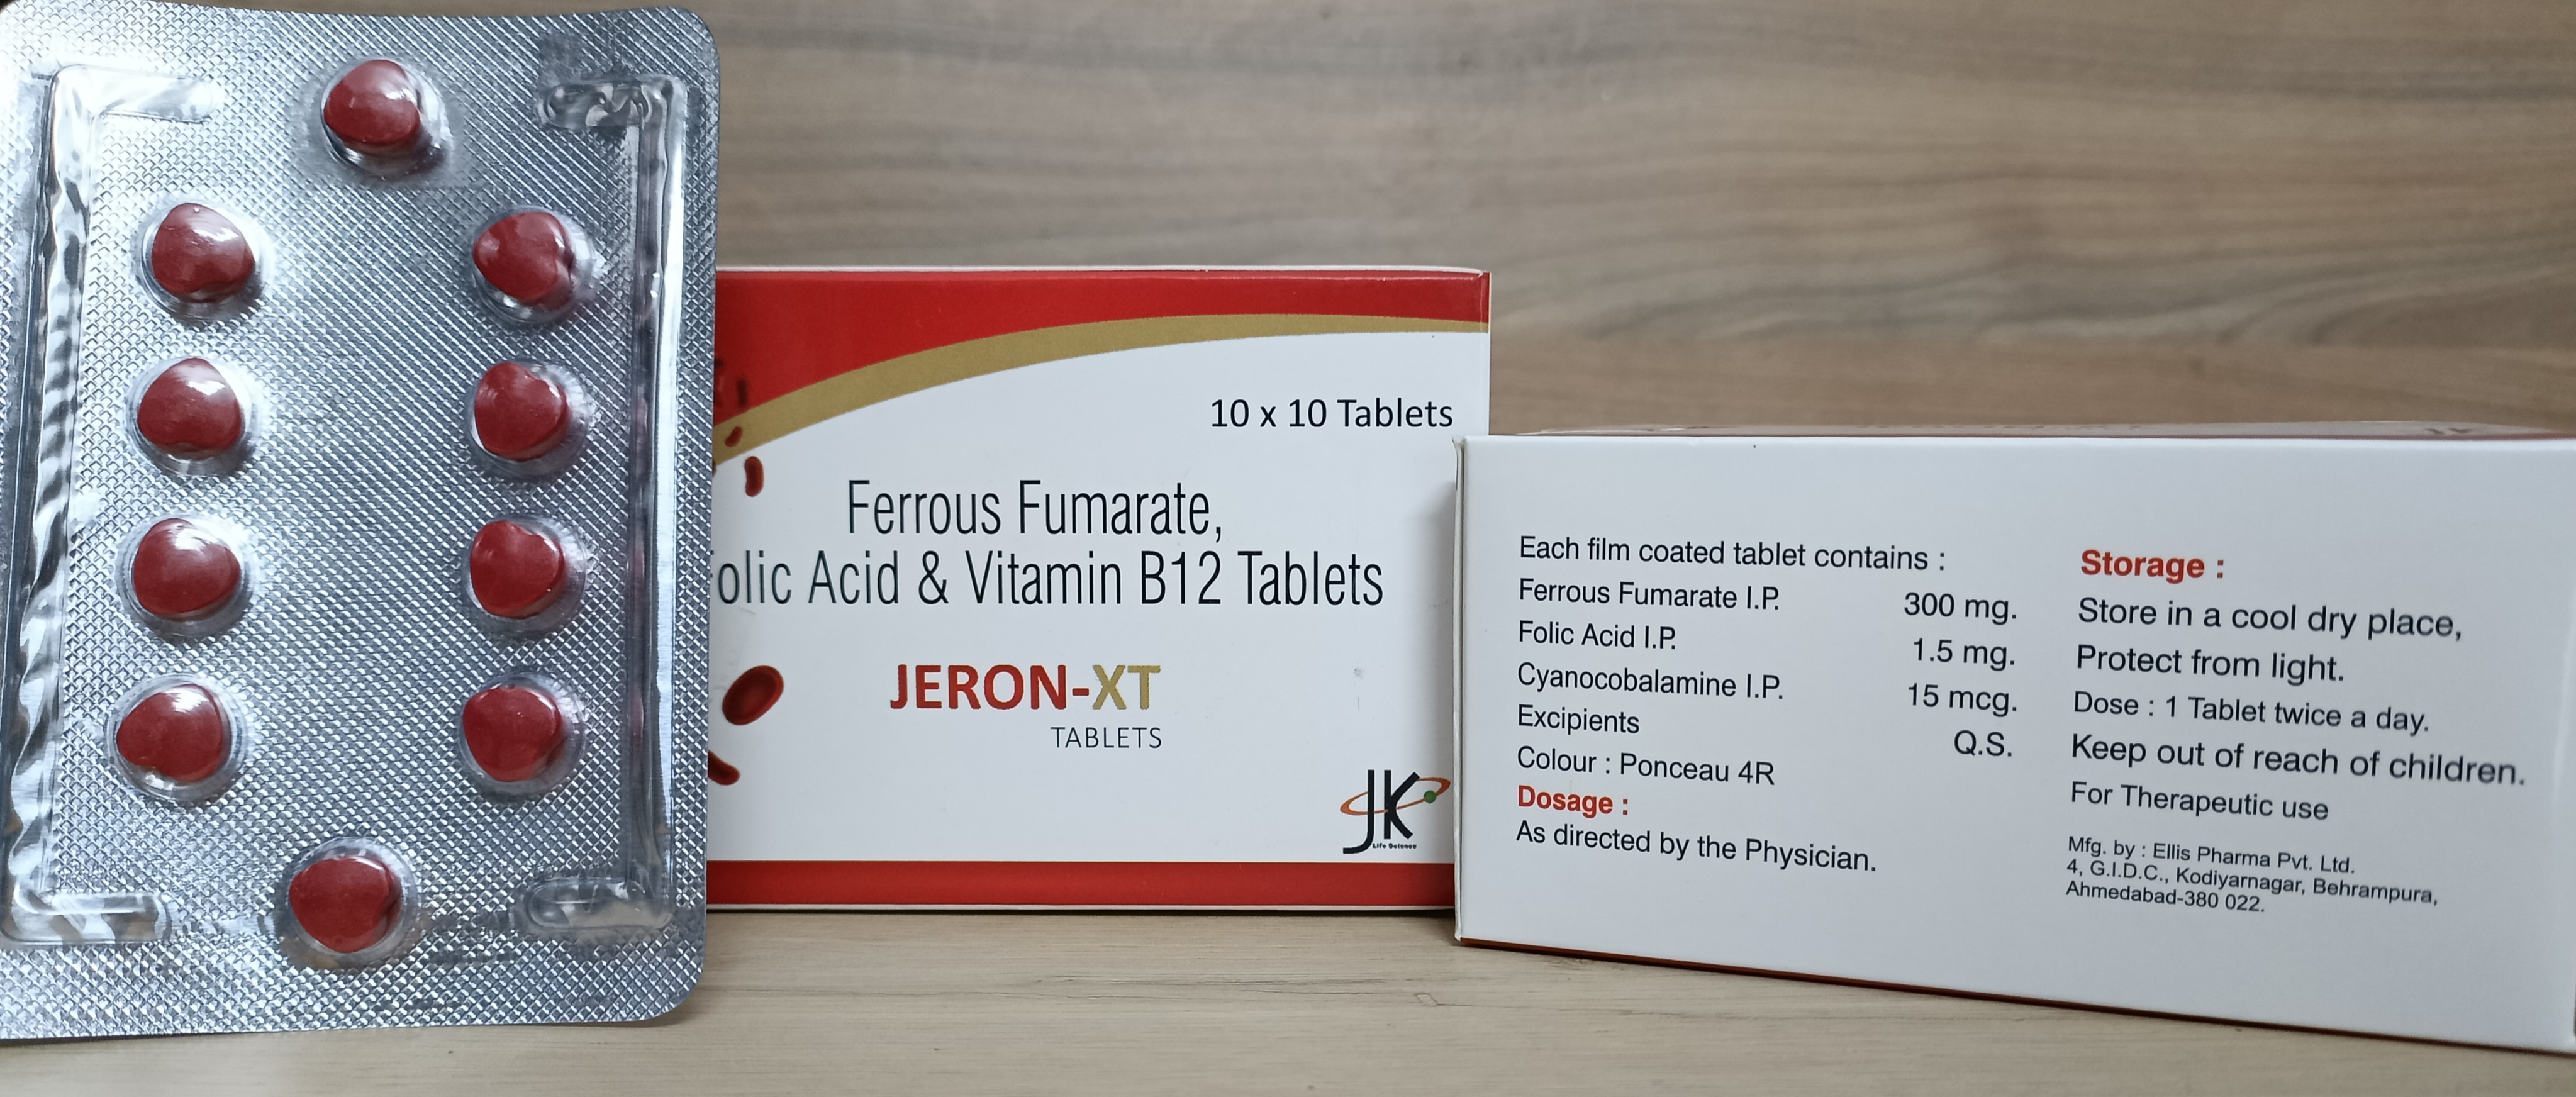 10 x 10 Tablets
Ferrous Fumarate,
olic Acid & Vitamin B12 Tablets
JERON-XT
TABLETS
JK
Each film coated tablet contains :
Ferrous Fumarate I.P. 300 mg.
Folic Acid I.P. 1.5 mg.
Cyanocobalamine I.P. 15 mcg.
Excipients Q.S.
Colour : Ponceau 4R
Dosage :
As directed by the Physician.
Storage :
Store in a cool dry place,
Protect from light.
Dose : 1 Tablet twice a day.
Keep out of reach of children.
For Therapeutic use
Mfg. by : Ellis Pharma Pvt. Ltd.
4, G.I.D.C., Kodiyarnagar, Behrampura,
Ahmedabad-380 022.